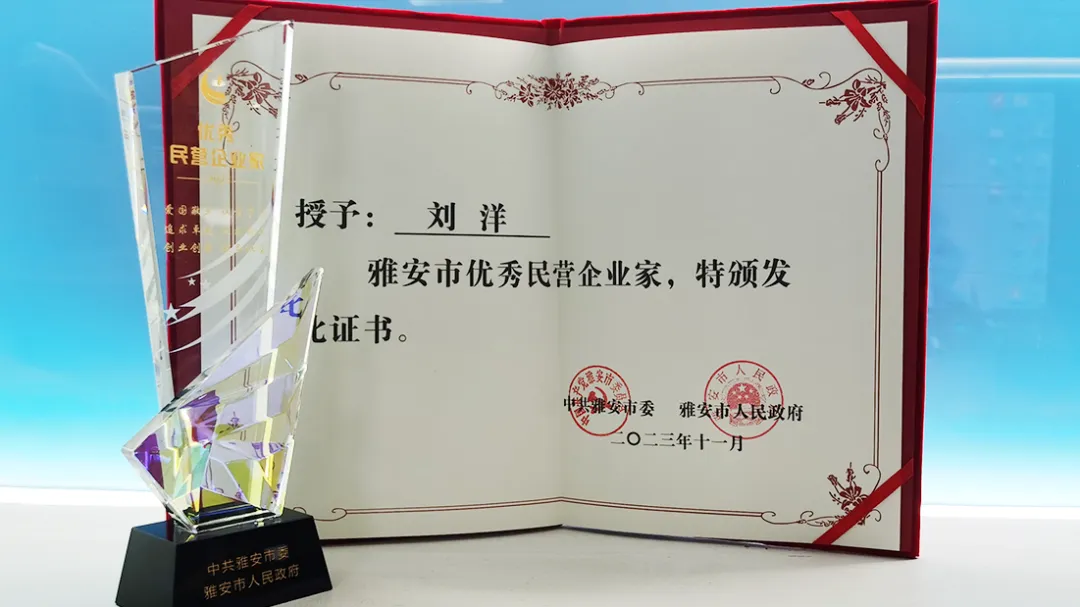 优秀
民营企业家
授予： 刘 洋
雅安市优秀民营企业家，特颁发
此证书。
中共雅安市委 雅安市人民政府
二〇二三年十一月
中共雅安市委
雅安市人民政府